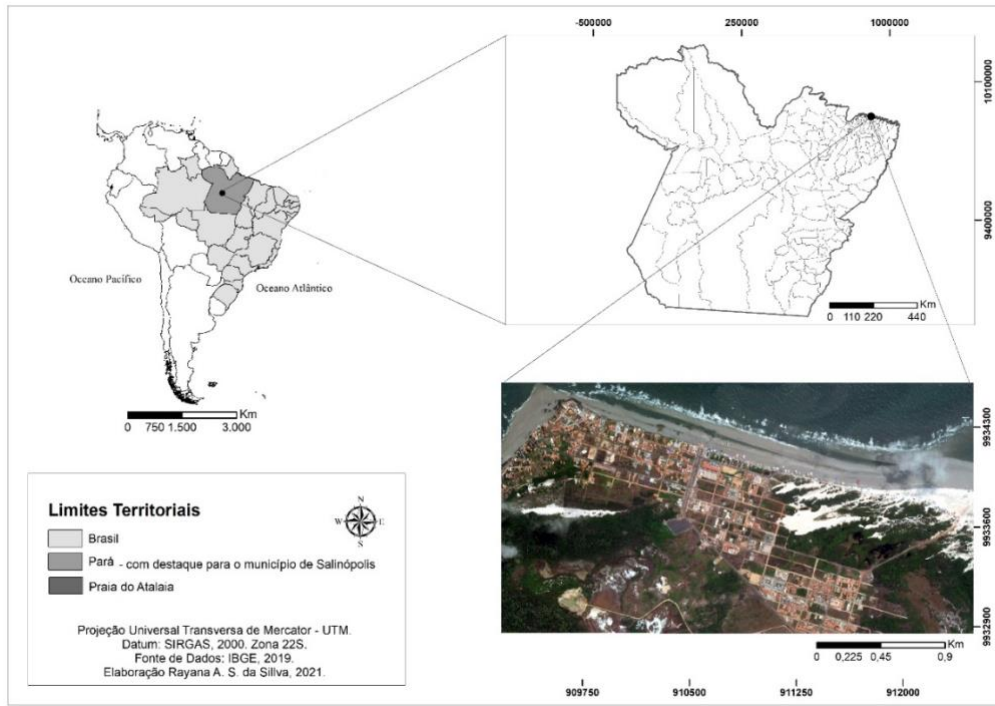 -500000 250000 1000000
10100000
9400000
Oceano Pacífico
Oceano Atlântico
Km
0 750 1.500 3.000
Km
0 110 220 440
Limites Territoriais
N
W E
S
Brasil
Pará - com destaque para o município de Salinópolis
Praia do Atalaia
Projeção Universal Transversa de Mercator - UTM.
Datum: SIRGAS, 2000. Zona 22S.
Fonte de Dados: IBGE, 2019.
Elaboração Rayana A. S. da Sillva, 2021.
9934300
9933600
9932900
Km
0 0,225 0,45 0,9
909750 910500 911250 912000